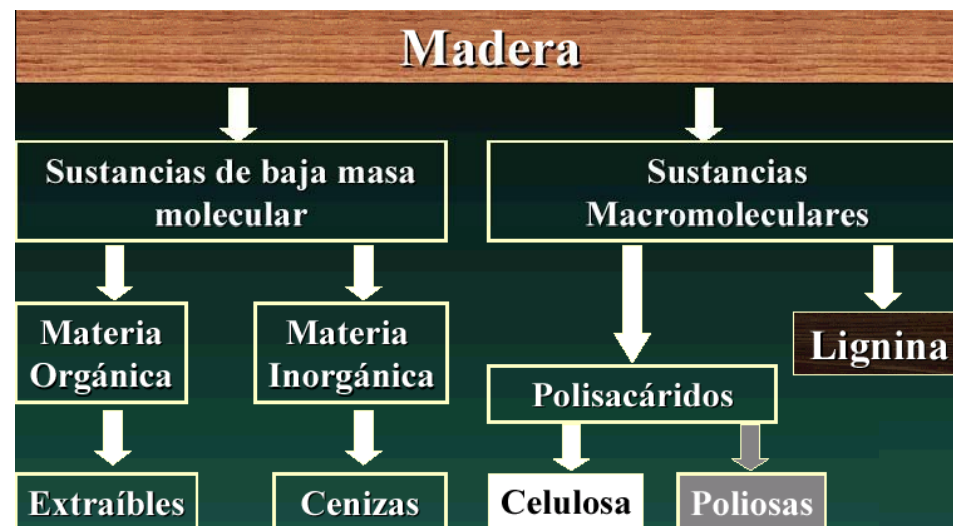 Madera
Sustancias de baja masa
molecular
Sustancias
Macromoleculares
Materia
Orgánica
Materia
Inorgánica
Lignina
Polisacáridos
Extraíbles
Cenizas
Celulosa
Poliosas